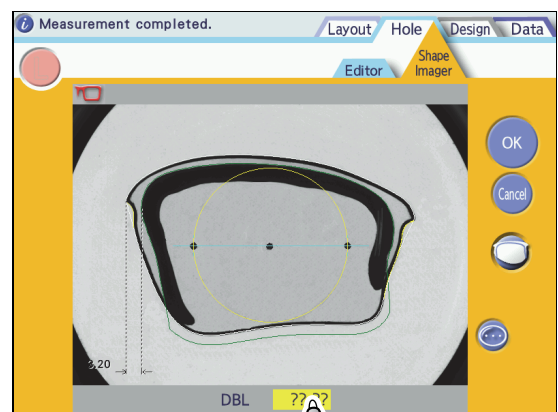 Measurement completed.
Layout Hole Design Data
Editor Shape Imager
OK
Cancel
3.20
DBL ??.??